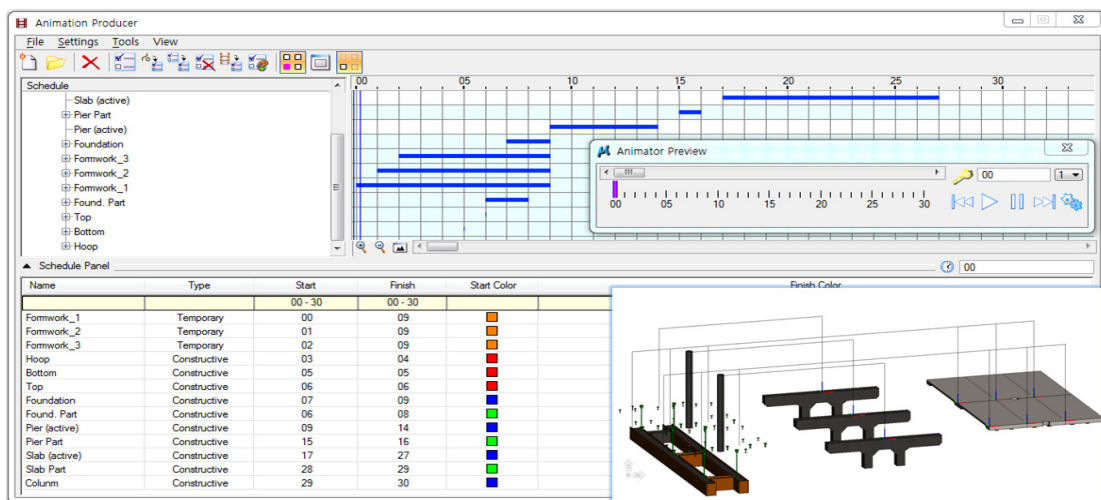 Animation Producer
File Settings Tools View
Schedule
00 05 10 15 20 25 30
Slab (active)
Pier Part
Pier (active)
Foundation
Formwork_3
Formwork_2
Formwork_1
Found. Part
Top
Bottom
Hoop
Animator Preview
00
1
00 05 10 15 20 25 30
Schedule Panel
00
Name Type Start Finish Start Color Finish Color
00 - 30 00 - 30
Formwork_1 Temporary 00 09
Formwork_2 Temporary 01 09
Formwork_3 Temporary 02 09
Hoop Constructive 03 04
Bottom Constructive 05 05
Top Constructive 06 06
Foundation Constructive 07 09
Found. Part Constructive 06 08
Pier (active) Constructive 09 14
Pier Part Constructive 15 16
Slab (active) Constructive 17 27
Slab Part Constructive 28 29
Colunm Constructive 29 30